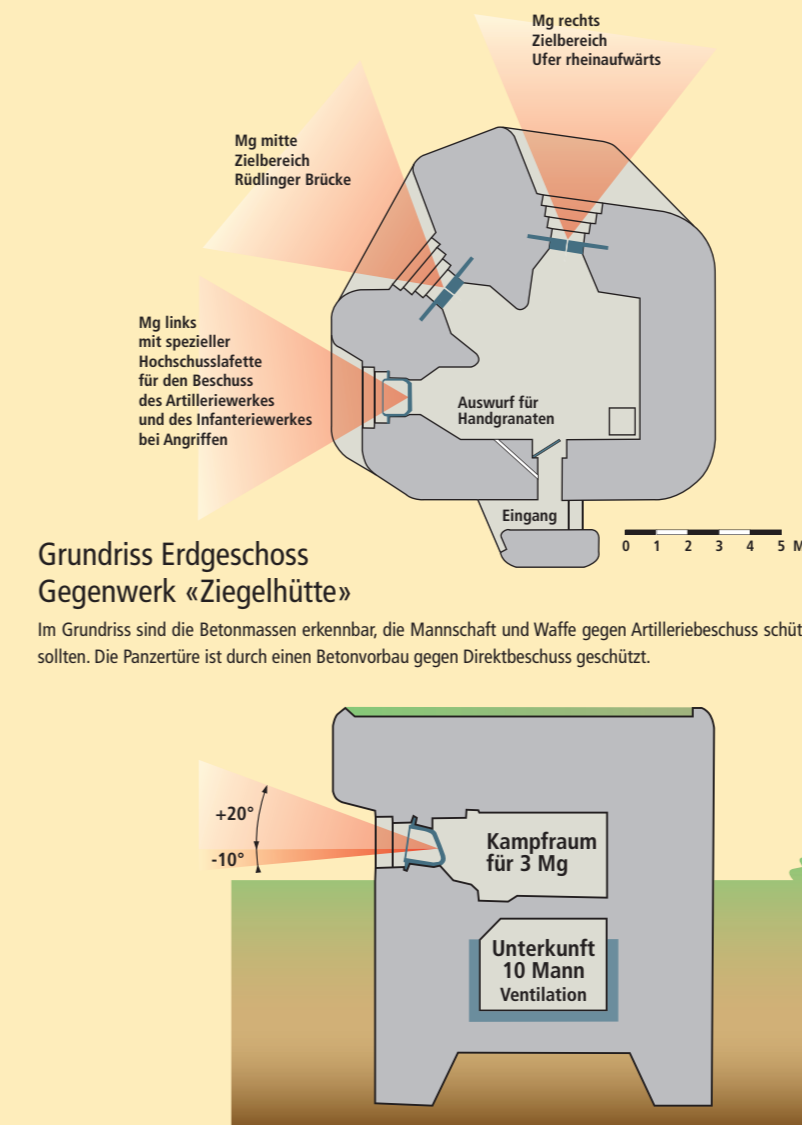 Mg rechts
Zielbereich
Ufer rheinaufwärts
Mg mitte
Zielbereich
Rüdlinger Brücke
Mg links
mit spezieller
Hochschusslafette
für den Beschuss
des Artilleriewerkes
und des Infanteriewerkes
bei Angriffen
Auswurf für
Handgranaten
Eingang
0 1 2 3 4 5 M
Grundriss Erdgeschoss
Gegenwerk «Ziegelhütte»
Im Grundriss sind die Betonmassen erkennbar, die Mannschaft und Waffe gegen Artilleriebeschuss schüt
sollten. Die Panzertüre ist durch einen Betonvorbau gegen Direktbeschuss geschützt.
+20°
-10°
Kampfraum
für 3 Mg
Unterkunft
10 Mann
Ventilation